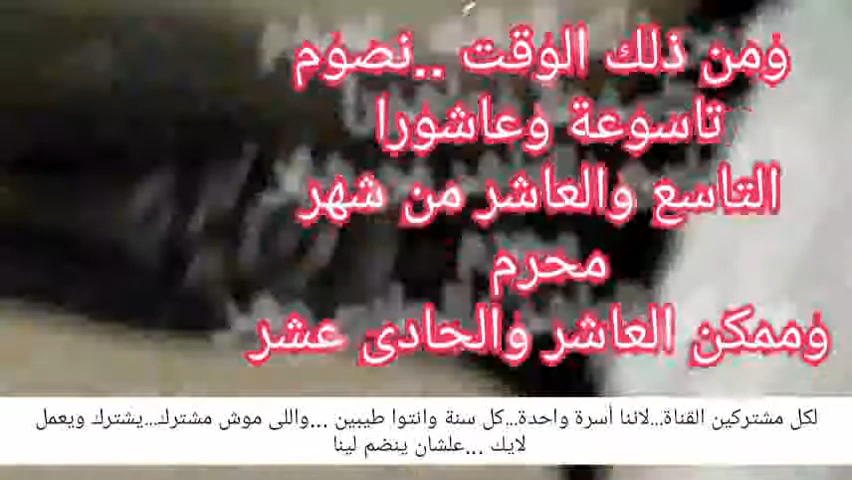 ومن ذلك الوقت ..نصوم
تاسوعة وعاشورا
التاسع والعاشر من شهر
محرم
وممكن العاشر والحادى عشر
لكل مشتركين القناة...لاننا أسرة واحدة...كل سنة وانتوا طيبين ...واللى موش مشترك...يشترك ويعمل
لايك ...علشان ينضم لينا